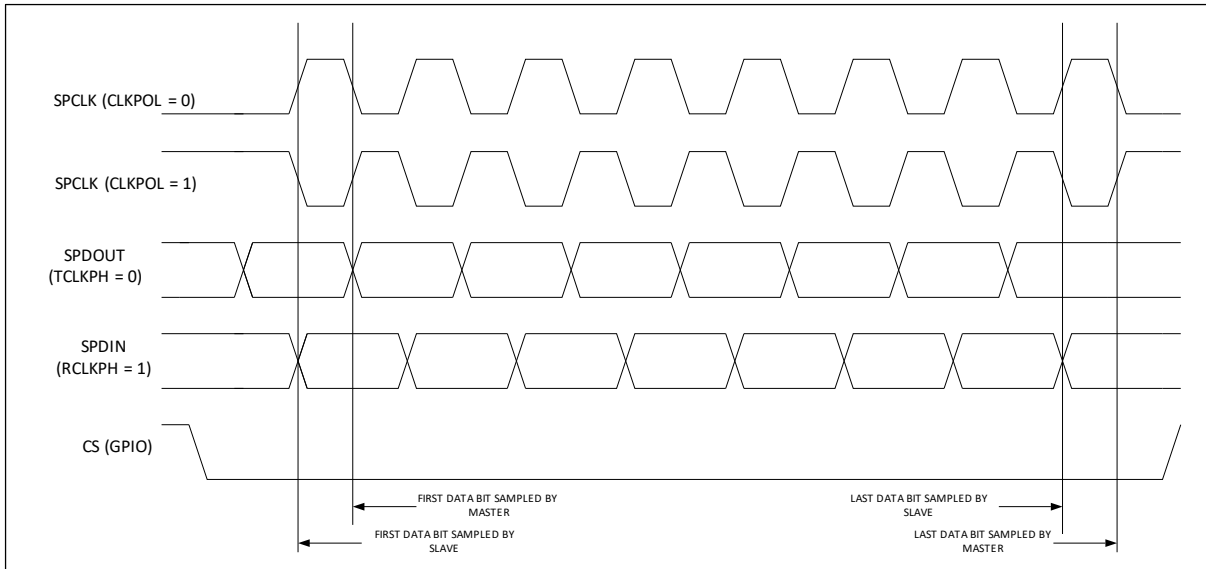 SPCLK (CLKPOL = 0)
SPCLK (CLKPOL = 1)
SPDOUT
(TCLKPH = 0)
SPDIN
(RCLKPH = 1)
CS (GPIO)
FIRST DATA BIT SAMPLED BY
MASTER
LAST DATA BIT SAMPLED BY
SLAVE
FIRST DATA BIT SAMPLED BY
SLAVE
LAST DATA BIT SAMPLED BY
MASTER